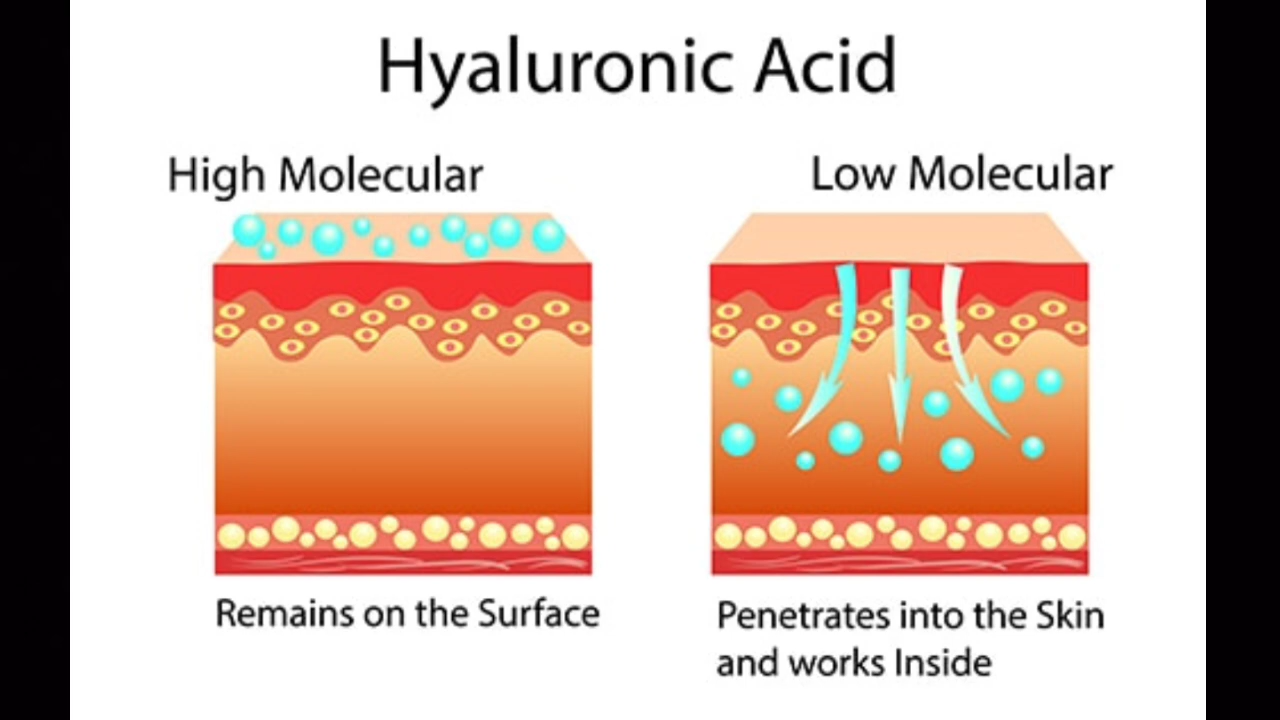 Hyaluronic Acid
High Molecular
Low Molecular
Remains on the Surface
Penetrates into the Skin
and works Inside